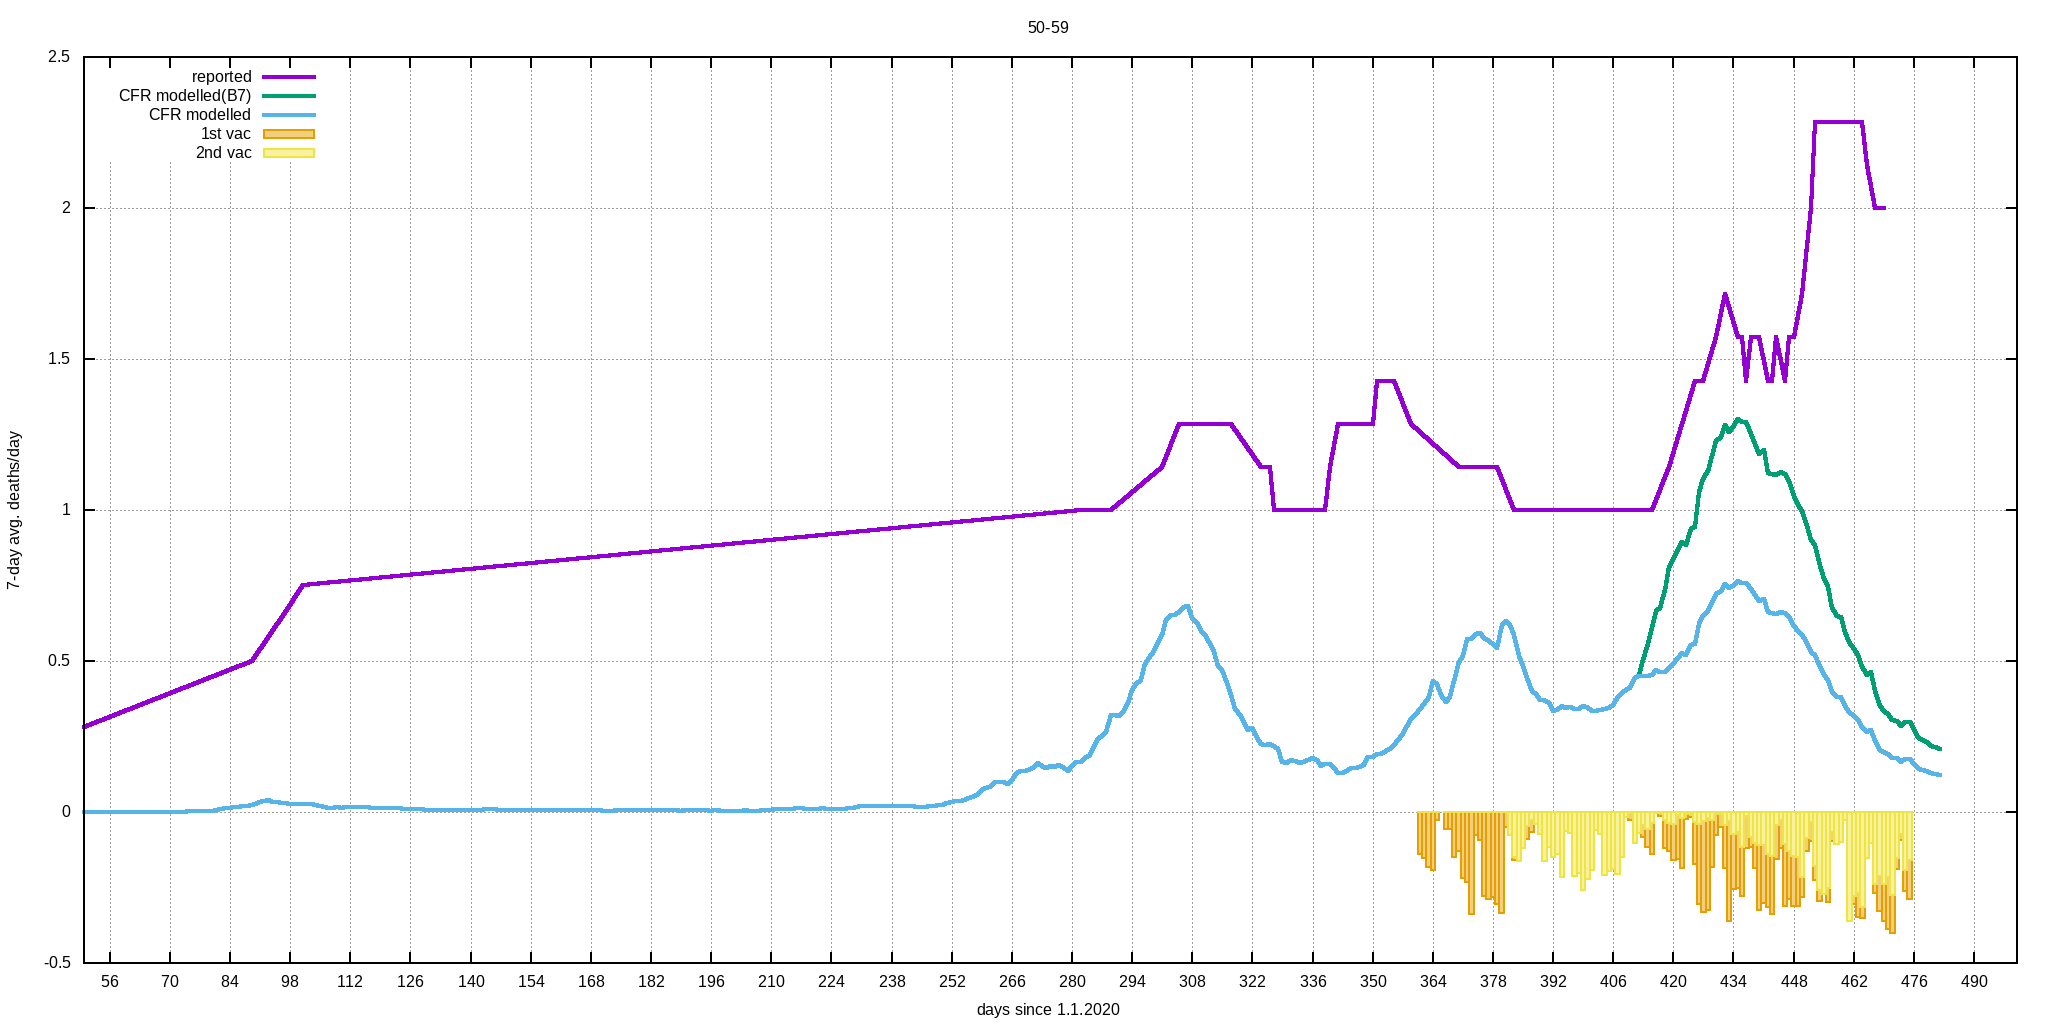 50-59
reported
CFR modelled(B7)
CFR modelled
1st vac
2nd vac
2.5
2
1.5
1
0.5
0
-0.5
7-day avg. deaths/day
56 70 84 98 112 126 140 154 168 182 196 210 224 238 252 266 280 294 308 322 336 350 364 378 392 406 420 434 448 462 476 490
days since 1.1.2020